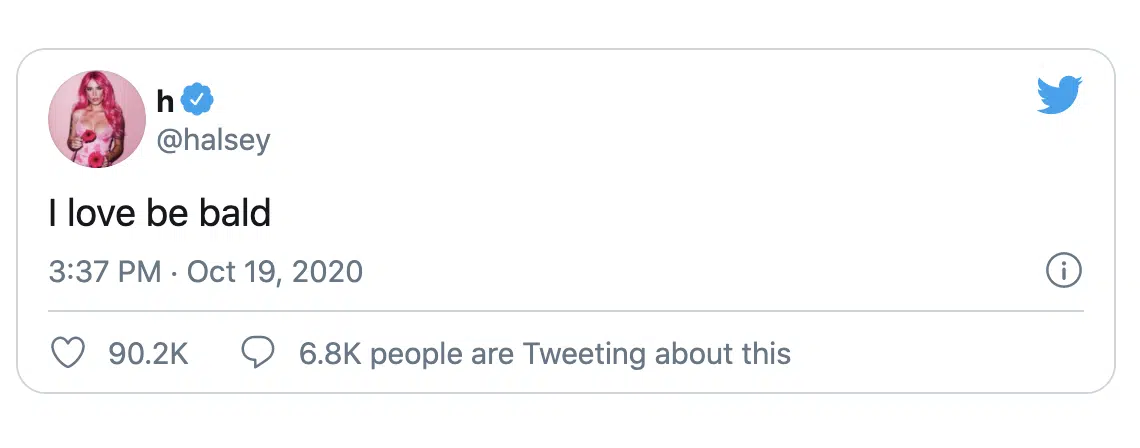 h
@halsey
I love be bald
3:37 PM · Oct 19, 2020
90.2K 6.8K people are Tweeting about this